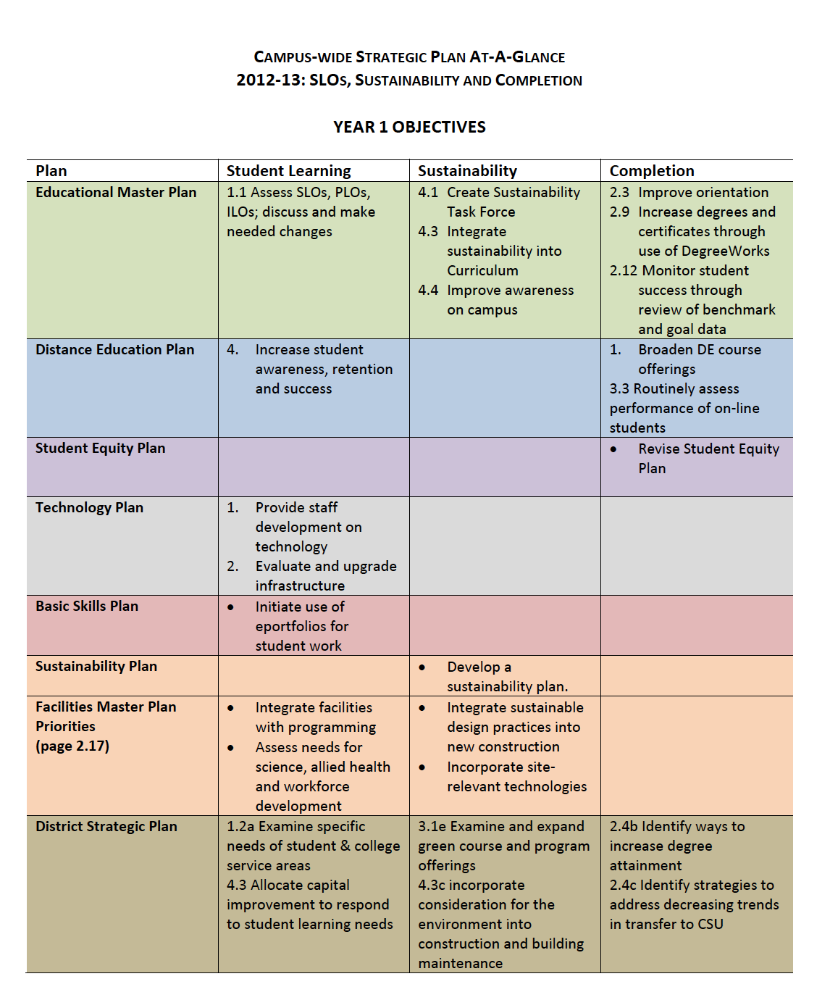 CAMPUS-WIDE STRATEGIC PLAN AT-A-GLANCE
2012-13: SLOS, SUSTAINABILITY AND COMPLETION
YEAR 1 OBJECTIVES
Plan
Student Learning
Sustainability
Completion
Educational Master Plan
1.1 Assess SLOs, PLOs,
ILOs; discuss and make
needed changes
4.1 Create Sustainability
Task Force
4.3 Integrate
sustainability into
Curriculum
4.4 Improve awareness
on campus
2.3 Improve orientation
2.9 Increase degrees and
certificates through
use of DegreeWorks
2.12 Monitor student
success through
review of benchmark
and goal data
Distance Education Plan
4. Increase student
awareness, retention
and success
1. Broaden DE course
offerings
3.3 Routinely assess
performance of on-line
students
Student Equity Plan
• Revise Student Equity
Plan
Technology Plan
1. Provide staff
development on
technology
2. Evaluate and upgrade
infrastructure
Basic Skills Plan
• Initiate use of
eportfolios for
student work
Sustainability Plan
• Develop a
sustainability plan.
Facilities Master Plan
Priorities
(page 2.17)
• Integrate facilities
with programming
• Assess needs for
science, allied health
and workforce
development
• Integrate sustainable
design practices into
new construction
• Incorporate site-
relevant technologies
District Strategic Plan
1.2a Examine specific
needs of student & college
service areas
4.3 Allocate capital
improvement to respond
to student learning needs
3.1e Examine and expand
green course and program
offerings
4.3c incorporate
consideration for the
environment into
construction and building
maintenance
2.4b Identify ways to
increase degree
attainment
2.4c Identify strategies to
address decreasing trends
in transfer to CSU